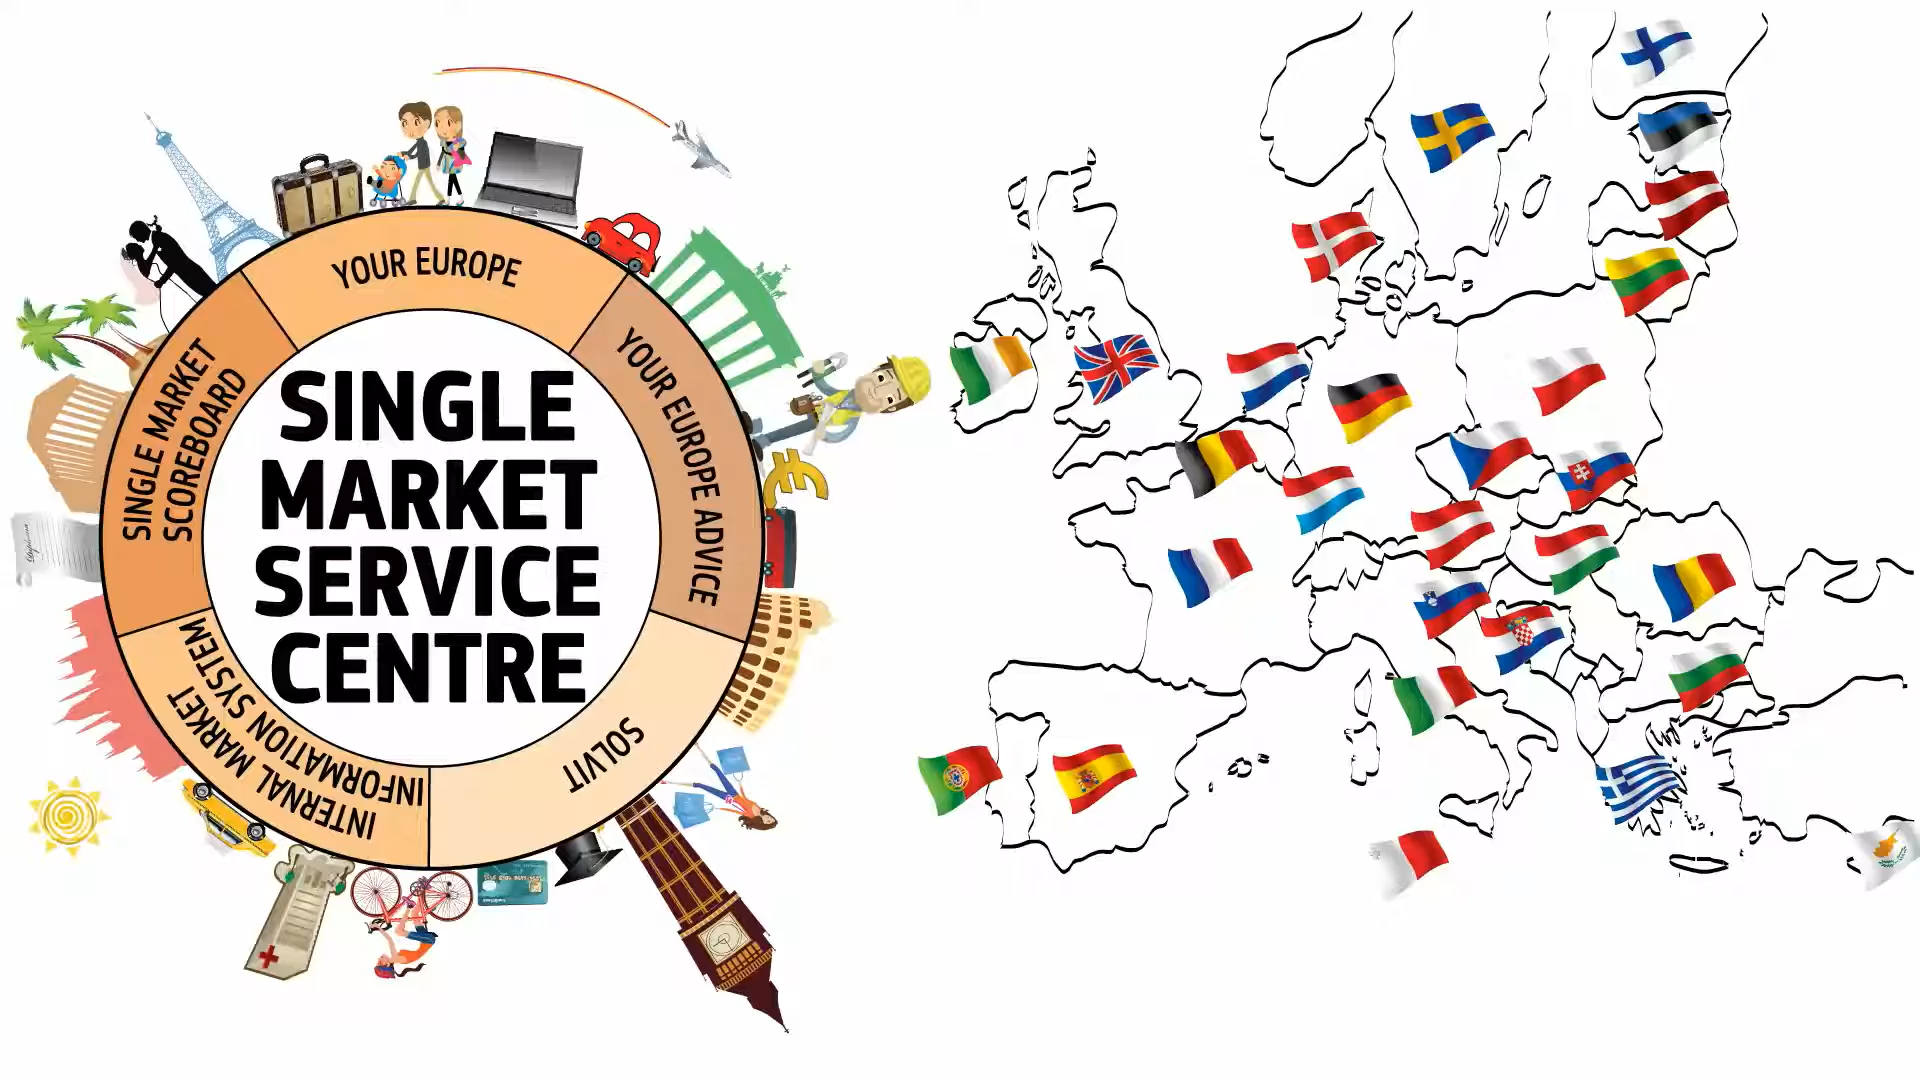 YOUR EUROPE
YOUR EUROPE ADVICE
SOLVIT
INTERNAL MARKET
INFORMATION SYSTEM
SINGLE MARKET
SCOREBOARD
SINGLE
MARKET
SERVICE
CENTRE